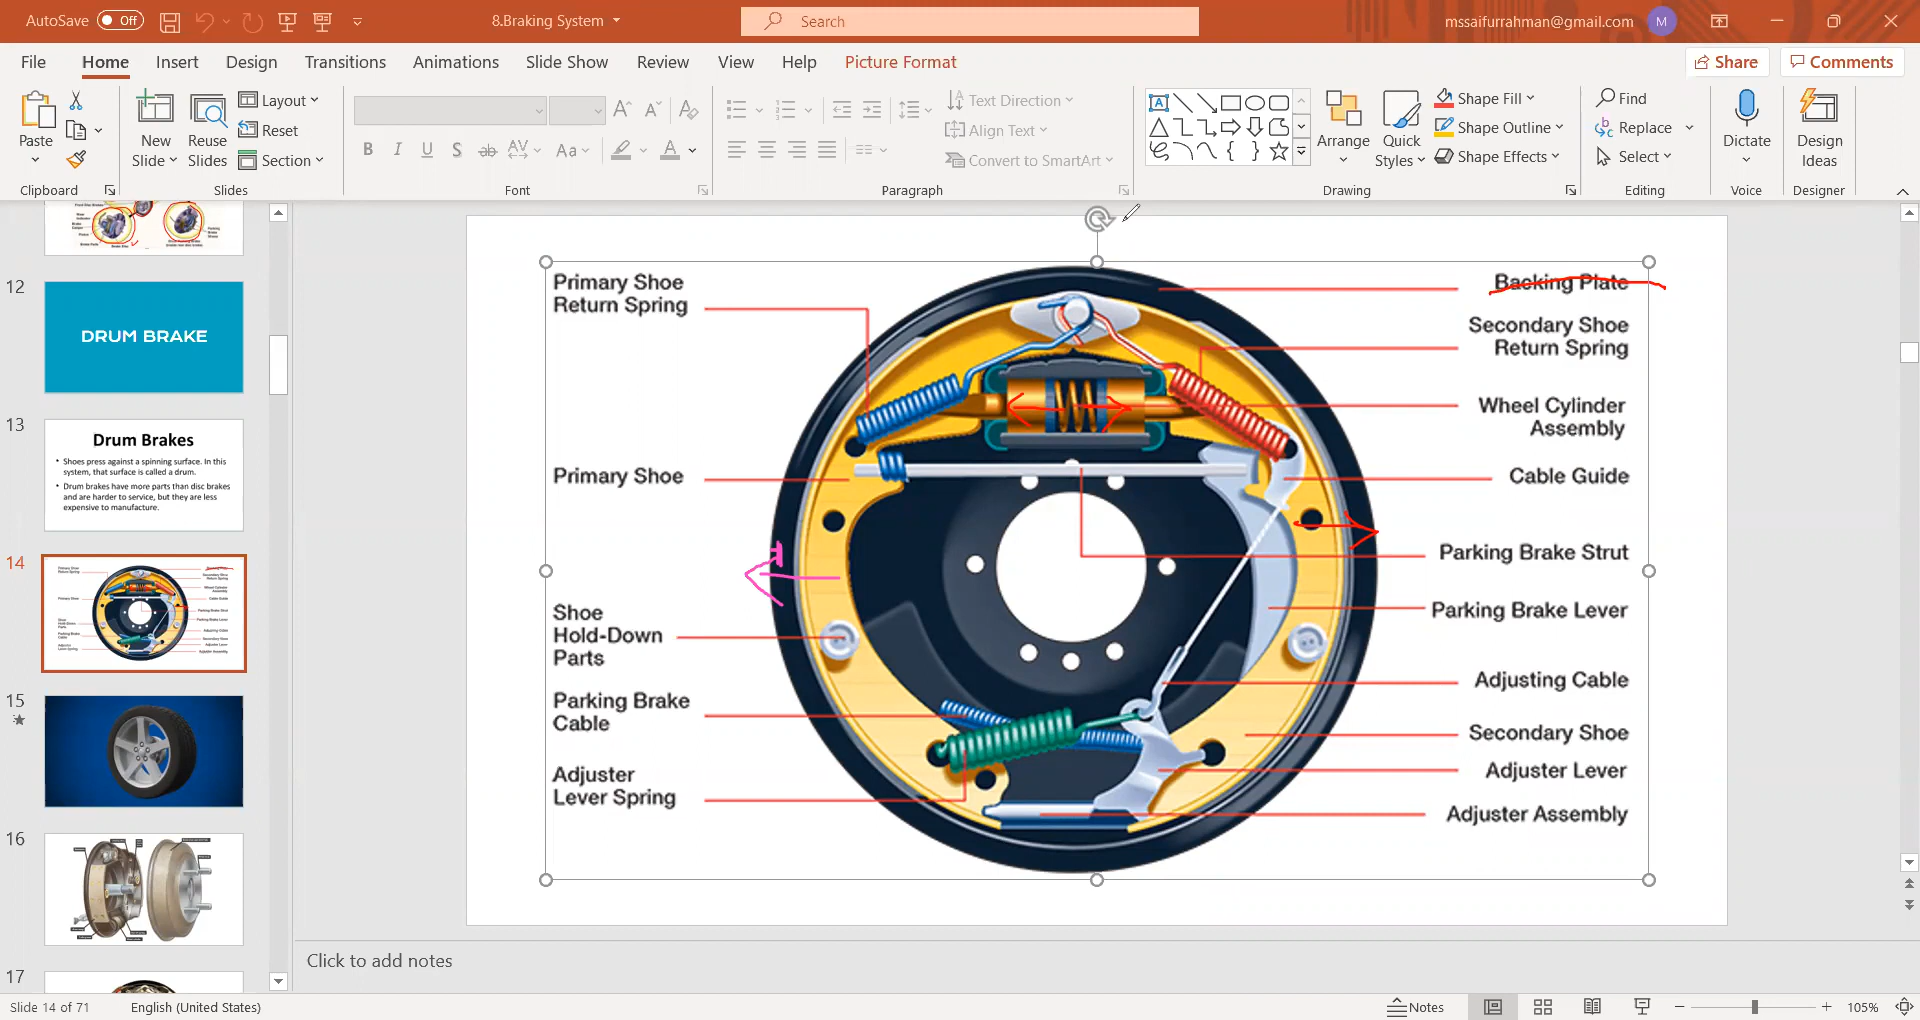 AutoSave Off
8.Braking System
Search
mssaifurrahman@gmail.com
M
File
Home
Insert
Design
Transitions
Animations
Slide Show
Review
View
Help
Picture Format
Share
Comments
Paste
Clipboard
New
Slide
Reuse
Slides
Layout
Reset
Section
Slides
B I U S ab AV Aa A
Font
Text Direction
Align Text
Convert to SmartArt
Paragraph
Arrange
Quick
Styles
Shape Fill
Shape Outline
Shape Effects
Drawing
Find
Replace
Select
Editing
Dictate
Voice
Design
Ideas
Designer
12
DRUM BRAKE
13
Drum Brakes
• Shoes press against a spinning surface. In this
system, that surface is called a drum.
• Drum brakes have more parts than disc brakes
and are harder to service, but they are less
expensive to manufacture.
14
15
16
17
Primary Shoe
Return Spring
Primary Shoe
Shoe
Hold-Down
Parts
Parking Brake
Cable
Adjuster
Lever Spring
Backing Plate
Secondary Shoe
Return Spring
Wheel Cylinder
Assembly
Cable Guide
Parking Brake Strut
Parking Brake Lever
Adjusting Cable
Secondary Shoe
Adjuster Lever
Adjuster Assembly
Click to add notes
Slide 14 of 71
English (United States)
Notes
105%